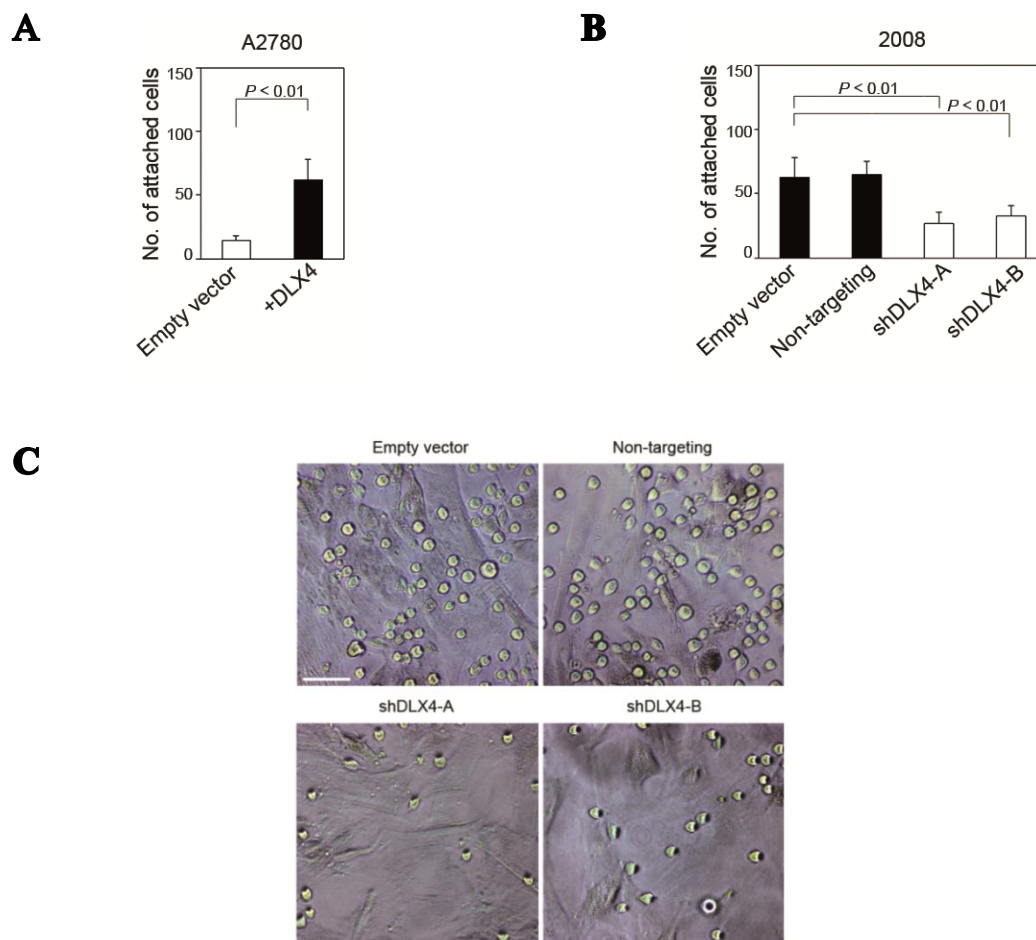 A
A2780
No. of attached cells
150
100
50
0
P < 0.01
Empty vector
+DLX4
B
2008
No. of attached cells
150
100
50
0
P < 0.01
P < 0.01
Empty vector
Non-targeting
shDLX4-A
shDLX4-B
C
Empty vector
Non-targeting
shDLX4-A
shDLX4-B